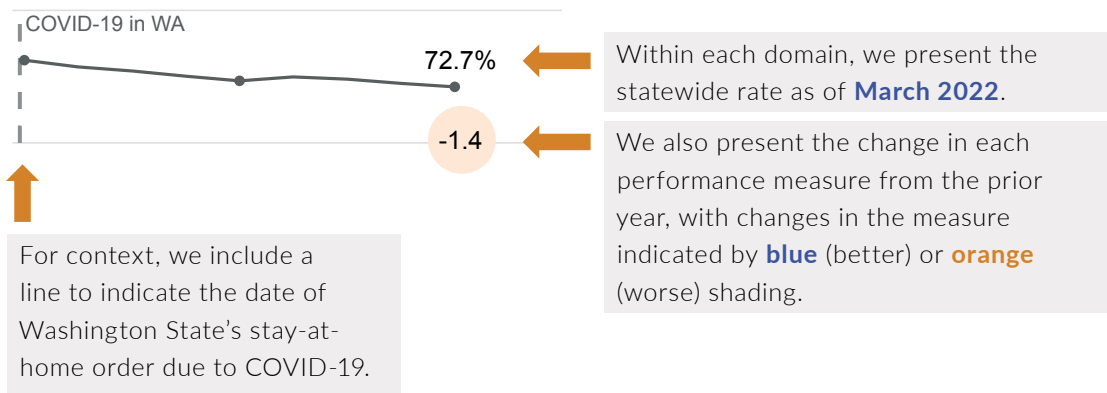 COVID-19 in WA
72.7%
-1.4
Within each domain, we present the
statewide rate as of March 2022.
We also present the change in each
performance measure from the prior
year, with changes in the measure
indicated by blue (better) or orange
(worse) shading.
For context, we include a
line to indicate the date of
Washington State’s stay-at-
home order due to COVID-19.